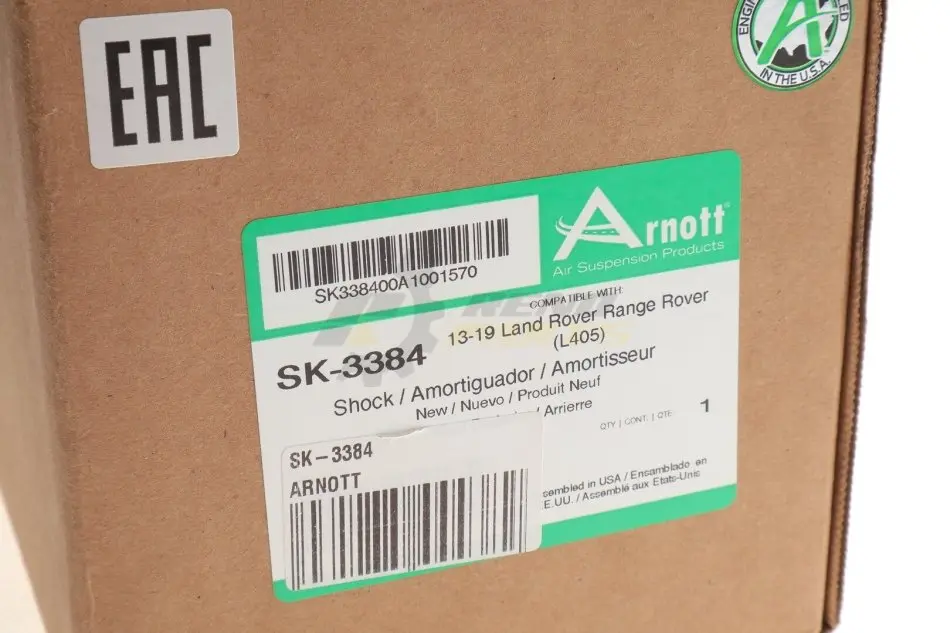 EAC
IN THE U.S.A.
SK338400A1001570
Arnott®
Air Suspension Products
COMPATIBLE WITH:
13-19 Land Rover Range Rover
(L405)
SK-3384
Shock / Amortiguador / Amortisseur
New / Nuevo / Produit Neuf
/ Arrierre
QTY | CONT. | QTE
1
SK-3384
ARNOTT
sembled in USA / Ensamblado en
E.UU. / Assemblé aux Etats-Unis